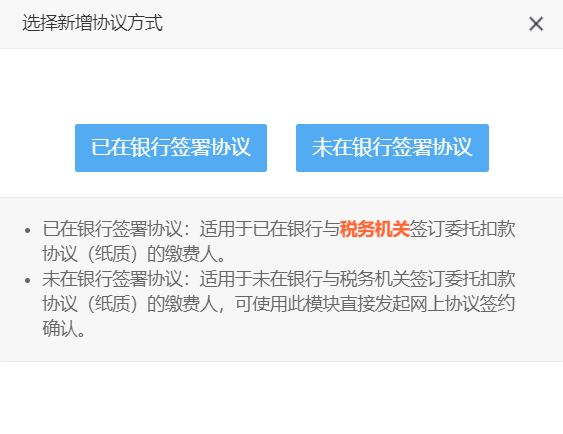 选择新增协议方式
已在银行签署协议
未在银行签署协议
已在银行签署协议：适用于已在银行与税务机关签订委托扣款
协议（纸质）的缴费人。
未在银行签署协议：适用于未在银行与税务机关签订委托扣款
协议（纸质）的缴费人，可使用此模块直接发起网上协议签约
确认。